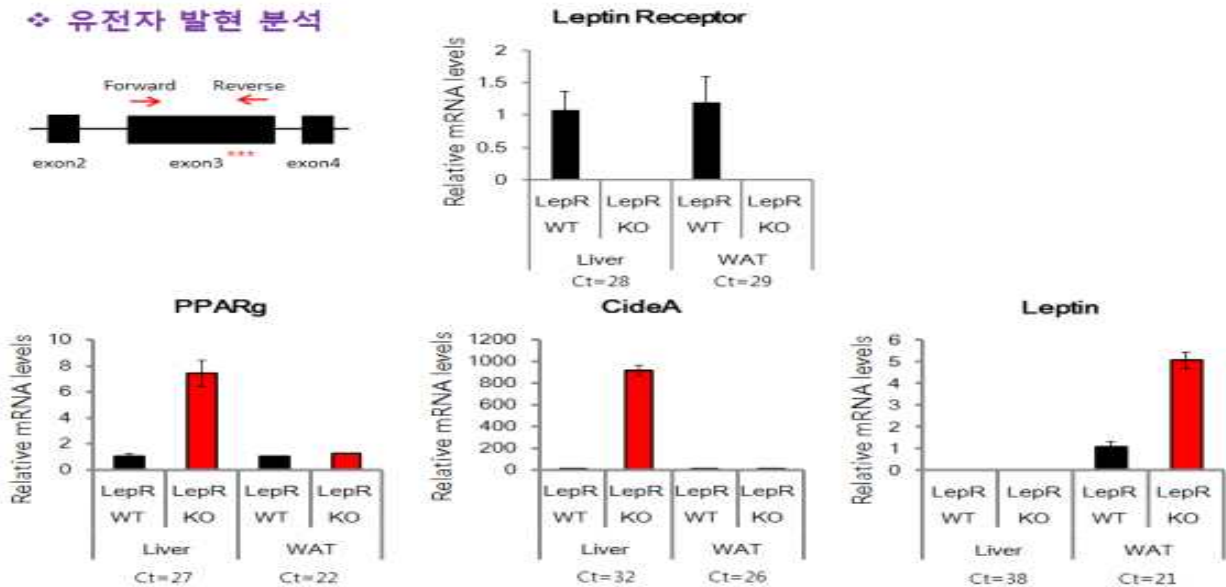 ❖ 유전자 발현 분석
Forward Reverse
exon2 exon3 *** exon4
Leptin Receptor
Relative mRNA levels
2
1.5
1
0.5
0
LepR LepR LepR LepR
WT KO WT KO
Liver WAT
Ct=28 Ct=29
PPARg
Relative mRNA levels
10
8
6
4
2
0
LepR LepR LepR LepR
WT KO WT KO
Liver WAT
Ct=27 Ct=22
CideA
Relative mRNA levels
1200
1000
800
600
400
200
0
LepR LepR LepR LepR
WT KO WT KO
Liver WAT
Ct=32 Ct=26
Leptin
Relative mRNA levels
6
5
4
3
2
1
0
LepR LepR LepR LepR
WT KO WT KO
Liver WAT
Ct=38 Ct=21